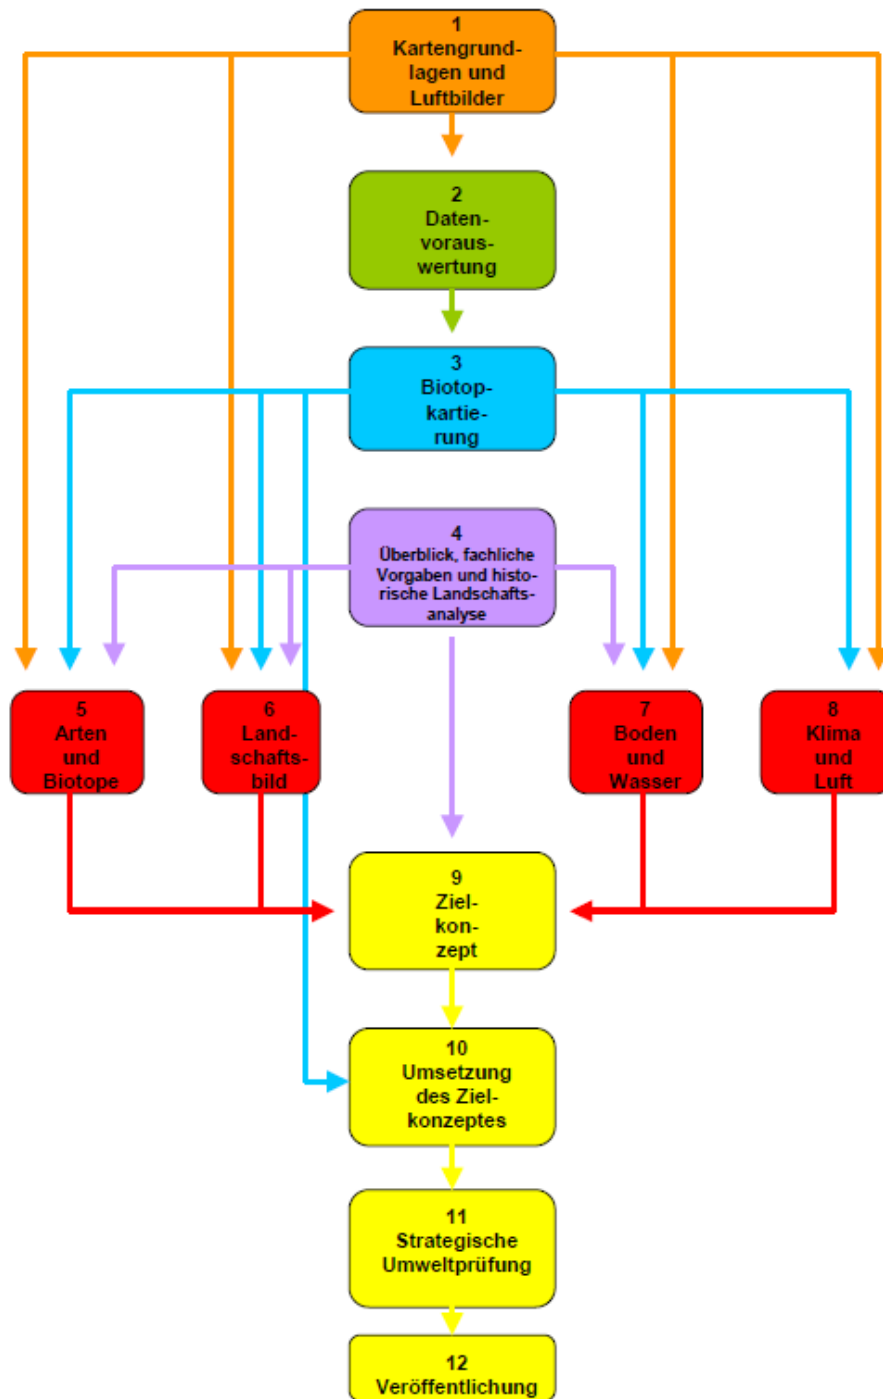 1
Kartengrund-
lagen und
Luftbilder
2
Daten-
voraus-
wertung
3
Biotop-
kartie-
rung
4
Überblick, fachliche
Vorgaben und histo-
rische Landschafts-
analyse
5
Arten
und
Biotope
6
Land-
schafts-
bild
7
Boden
und
Wasser
8
Klima
und
Luft
9
Ziel-
kon-
zept
10
Umsetzung
des Ziel-
konzeptes
11
Strategische
Umweltprüfung
12
Veröffentlichung